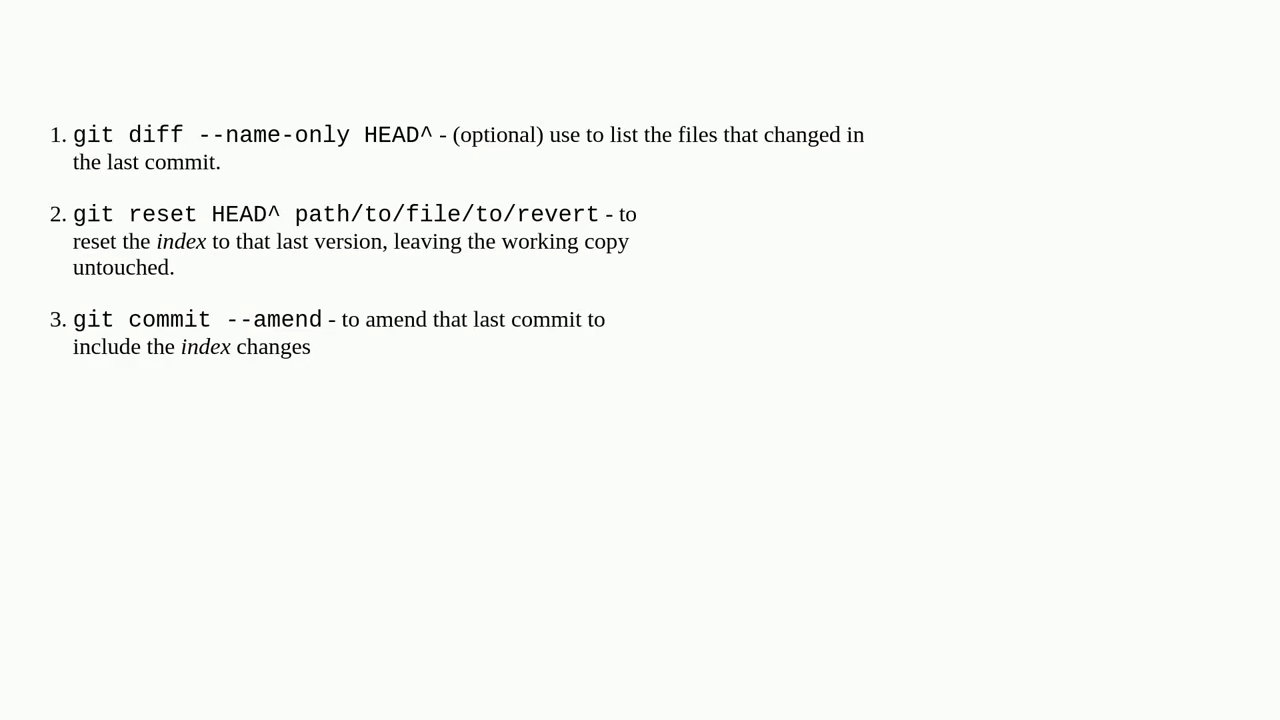 1. git diff --name-only HEAD^ - (optional) use to list the files that changed in
the last commit.
2. git reset HEAD^ path/to/file/to/revert - to
reset the index to that last version, leaving the working copy
untouched.
3. git commit --amend - to amend that last commit to
include the index changes